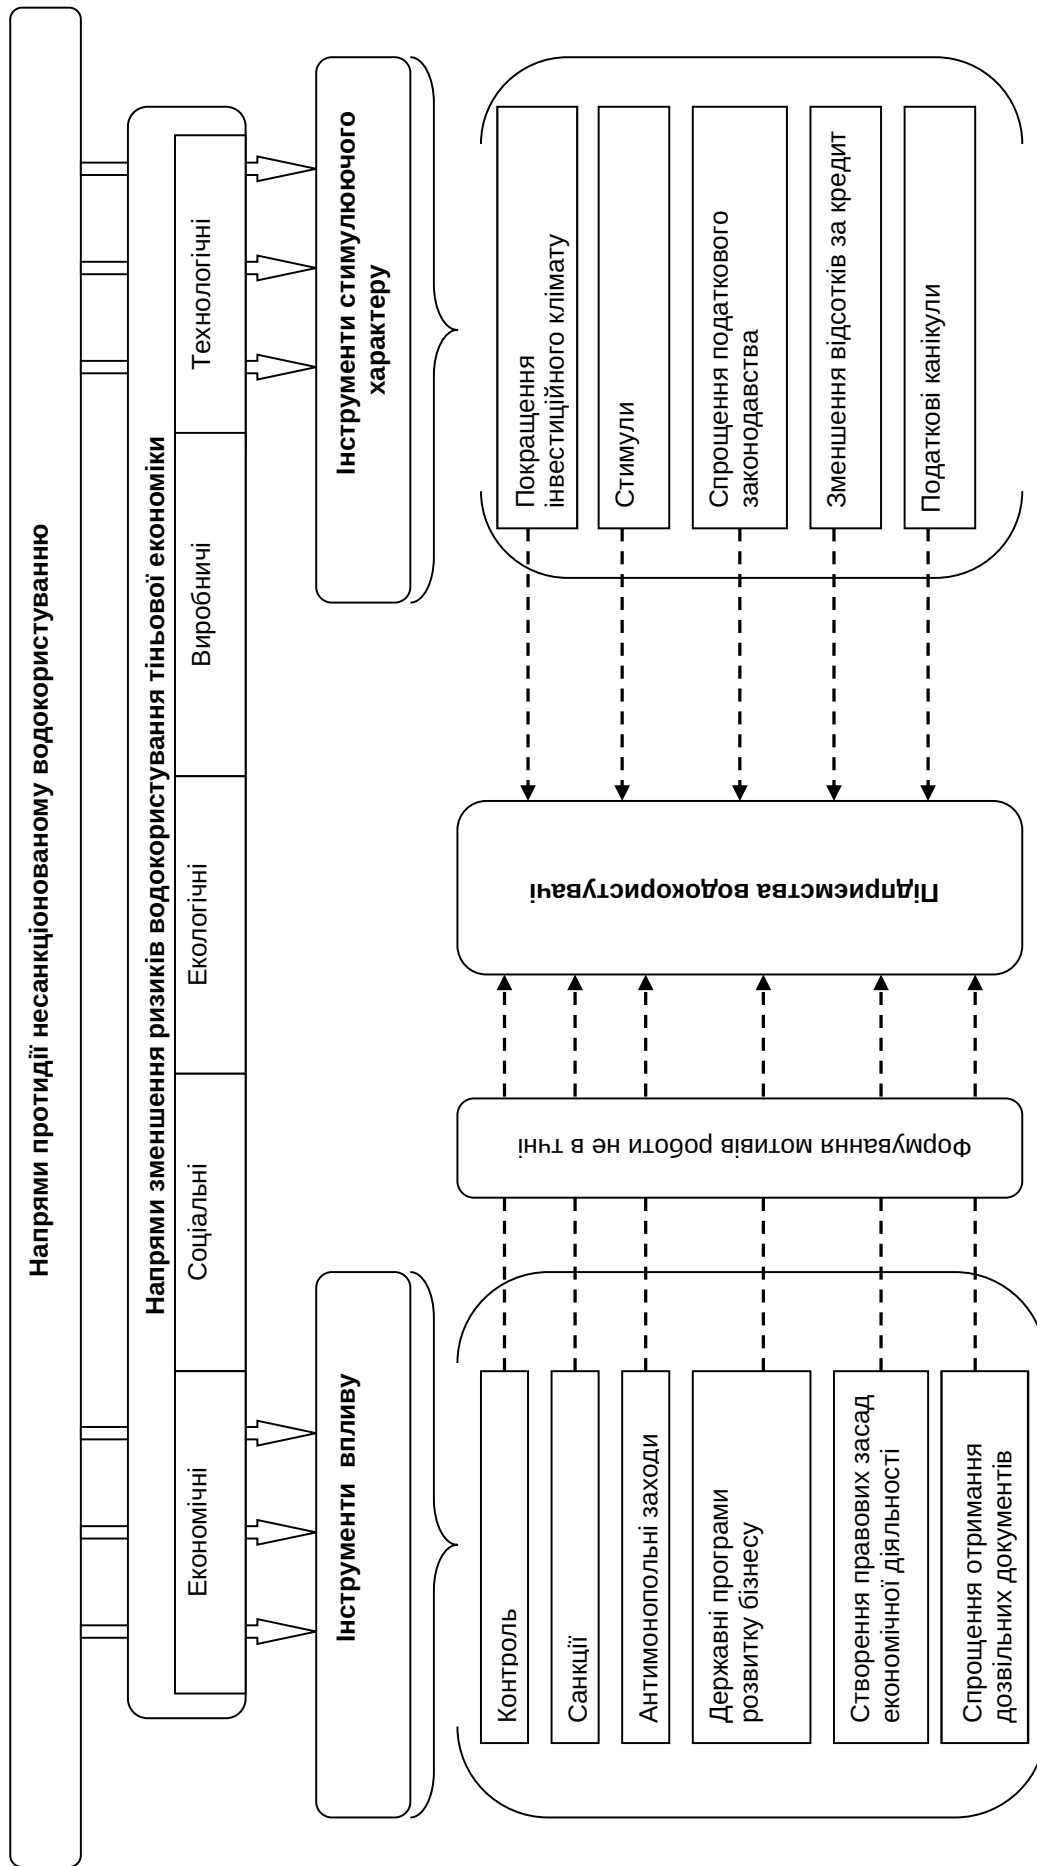 Напрями протидії несанкціонованому водокористуванню
Напрями зменшення ризиків водокористування тіньової економіки
Економічні
Соціальні
Екологічні
Виробничі
Технологічні
Інструменти впливу
Інструменти стимулюючого
характеру
Контроль
Санкції
Антимонопольні заходи
Державні програми
розвитку бізнесу
Створення правових засад
економічної діяльності
Спрощення отримання
дозвільних документів
Формування мотивів роботи не в тчні
Підприємства водокористувачі
Покращення
інвестиційного клімату
Стимули
Спрощення податкового
законодавства
Зменшення відсотків за кредит
Податкові канікули